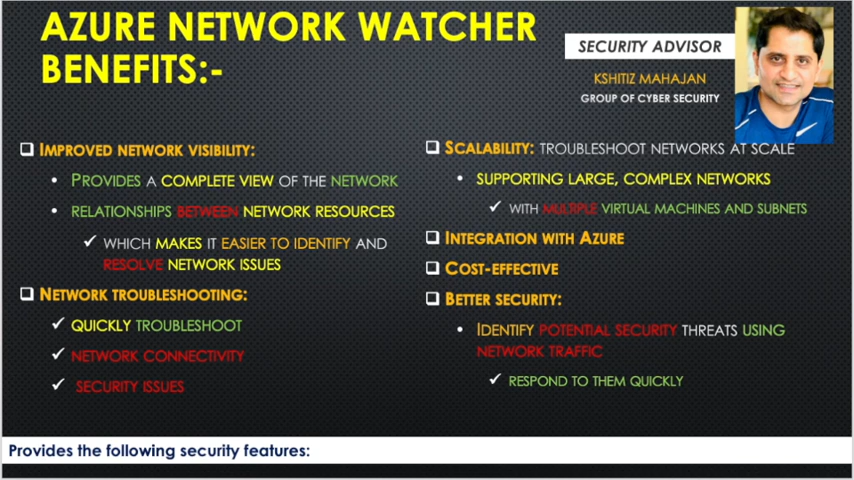 AZURE NETWORK WATCHER
BENEFITS:-
SECURITY ADVISOR
KSHITIZ MAHAJAN
GROUP OF CYBER SECURITY
IMPROVED NETWORK VISIBILITY:
• PROVIDES A COMPLETE VIEW OF THE NETWORK
• RELATIONSHIPS BETWEEN NETWORK RESOURCES
✓ WHICH MAKES IT EASIER TO IDENTIFY AND
RESOLVE NETWORK ISSUES
NETWORK TROUBLESHOOTING:
✓ QUICKLY TROUBLESHOOT
✓ NETWORK CONNECTIVITY
✓ SECURITY ISSUES
SCALABILITY: TROUBLESHOOT NETWORKS AT SCALE
• SUPPORTING LARGE, COMPLEX NETWORKS
✓ WITH MULTIPLE VIRTUAL MACHINES AND SUBNETS
INTEGRATION WITH AZURE
COST-EFFECTIVE
BETTER SECURITY:
• IDENTIFY POTENTIAL SECURITY THREATS USING
NETWORK TRAFFIC
✓ RESPOND TO THEM QUICKLY
Provides the following security features: